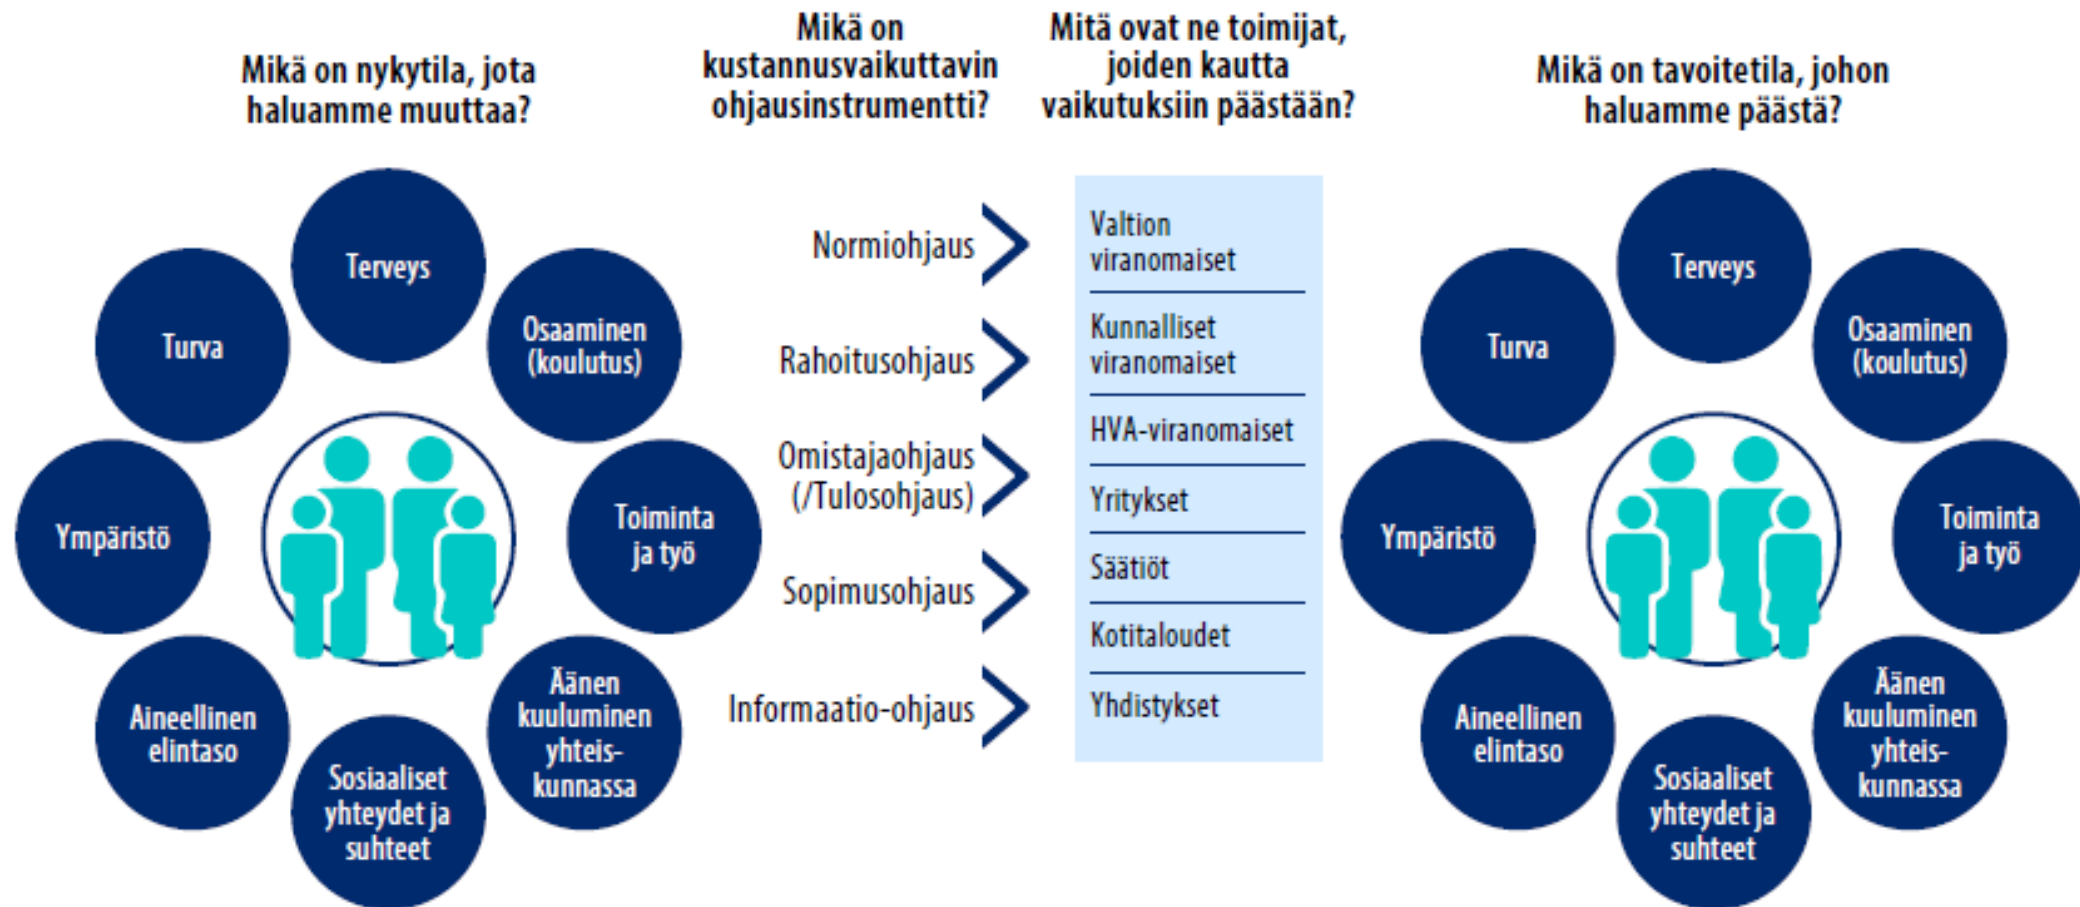 Mikä on nykytila, jota
haluamme muuttaa?
Mikä on
kustannusvaikuttavin
ohjausinstrumentti?
Mitä ovat ne toimijat,
joiden kautta
vaikutuksiin päästään?
Mikä on tavoitetila, johon
haluamme päästä?
Terveys
Osaaminen
(koulutus)
Toiminta
ja työ
Äänen
kuuluminen
yhteis-
kunnassa
Sosiaaliset
yhteydet ja
suhteet
Aineellinen
elintaso
Ympäristö
Turva
Normiohjaus
Rahoitusohjaus
Omistajaohjaus
(/Tulosohjaus)
Sopimusohjaus
Informaatio-ohjaus
Valtion
viranomaiset
Kunnalliset
viranomaiset
HVA-viranomaiset
Yritykset
Säätiöt
Kotitaloudet
Yhdistykset
Terveys
Osaaminen
(koulutus)
Toiminta
ja työ
Äänen
kuuluminen
yhteis-
kunnassa
Sosiaaliset
yhteydet ja
suhteet
Aineellinen
elintaso
Ympäristö
Turva